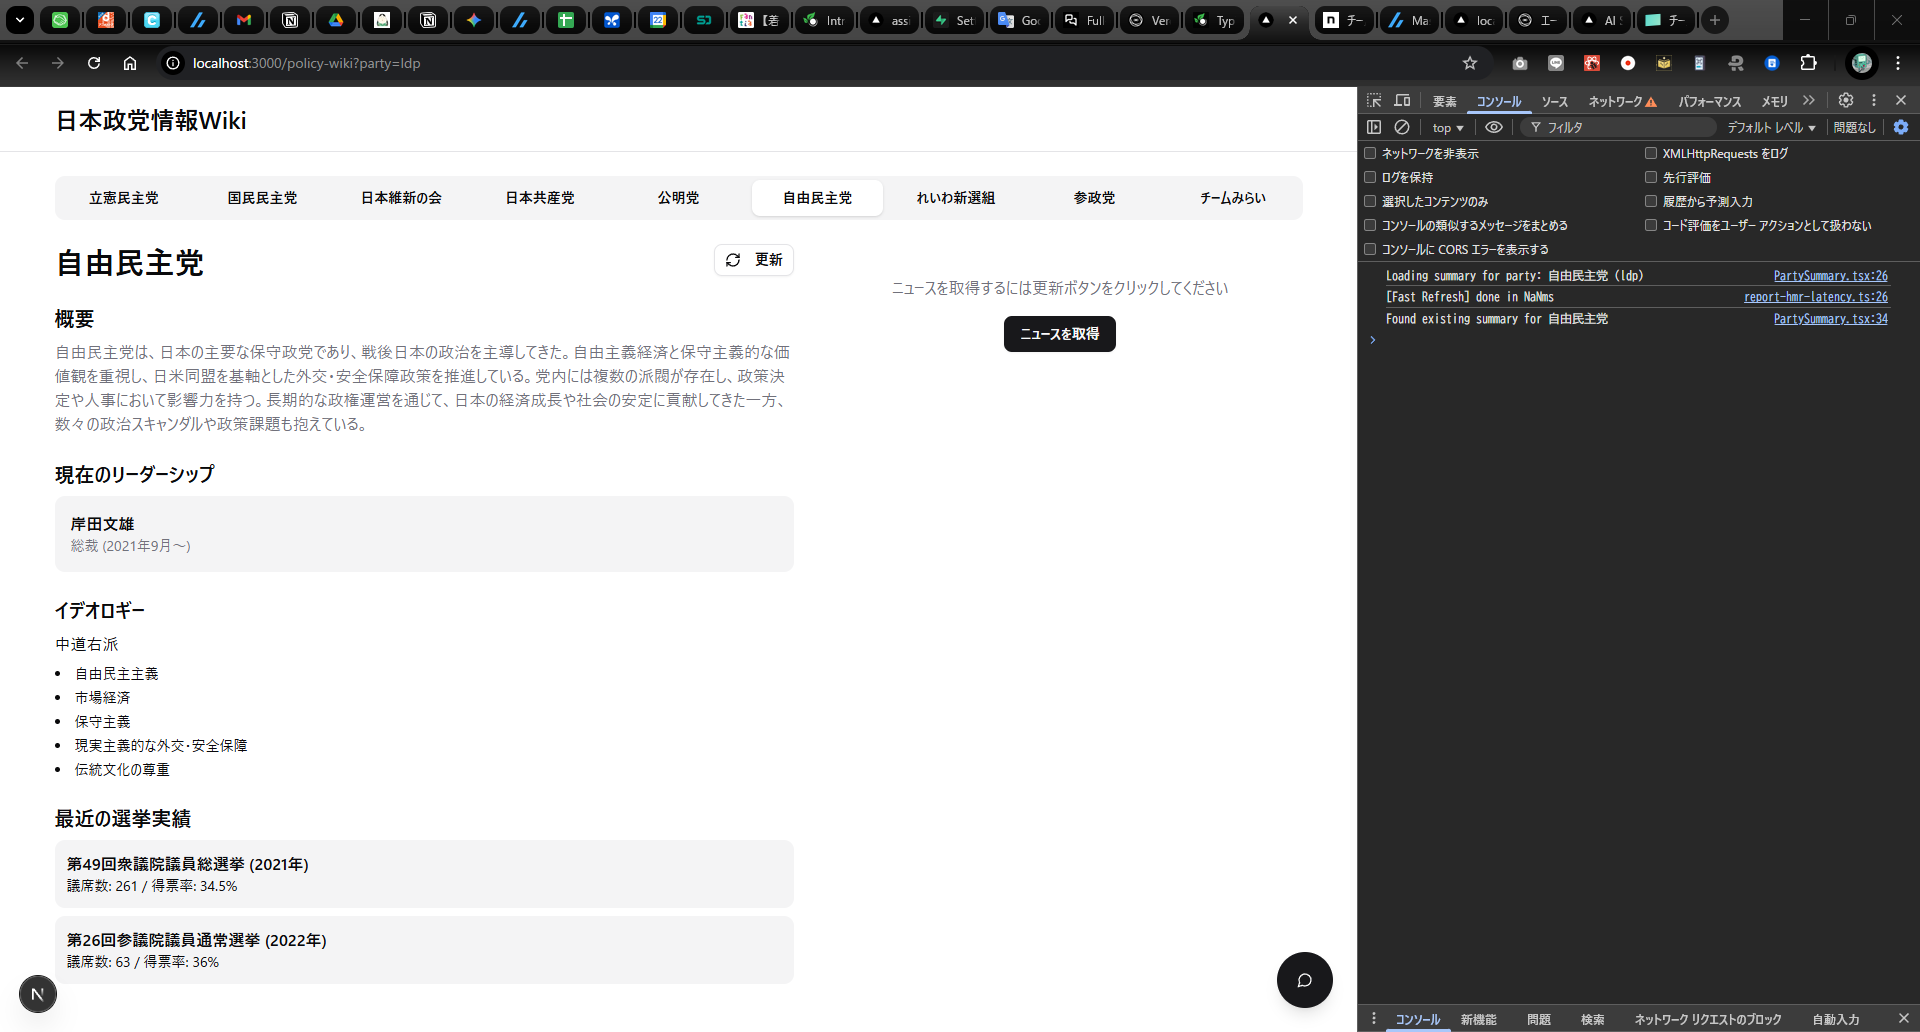 【若
Intr
assi
Set
Goo
Full
Ver
Typ
チー
Ma
loc
エー
AI
チー
localhost:3000/policy-wiki?party=ldp
日本政党情報Wiki
立憲民主党 国民民主党 日本維新の会 日本共産党 公明党 自由民主党 れいわ新選組 参政党 チームみらい
自由民主党
更新
概要
自由民主党は、日本の主要な保守政党であり、戦後日本の政治を主導してきた。自由主義経済と保守主義的な価
値観を重視し、日米同盟を基軸とした外交・安全保障政策を推進している。党内には複数の派閥が存在し、政策決
定や人事において影響力を持つ。長期的な政権運営を通じて、日本の経済成長や社会の安定に貢献してきた一方、
数々の政治スキャンダルや政策課題も抱えている。
現在のリーダーシップ
岸田文雄
総裁 (2021年9月〜)
イデオロギー
中道右派
自由民主主義
市場経済
保守主義
現実主義的な外交・安全保障
伝統文化の尊重
最近の選挙実績
第49回衆議院議員総選挙 (2021年)
議席数: 261 / 得票率: 34.5%
第26回参議院議員通常選挙 (2022年)
議席数: 63 / 得票率: 36%
ニュースを取得するには更新ボタンをクリックしてください
ニュースを取得
要素 コンソール ソース ネットワーク パフォーマンス メモリ
top フィルタ デフォルト レベル 問題なし
ネットワークを非表示 XMLHttpRequests をログ
ログを保持 先行評価
選択したコンテンツのみ 履歴から予測入力
コンソールの類似するメッセージをまとめる コード評価をユーザー アクションとして扱わない
コンソールに CORS エラーを表示する
Loading summary for party: 自由民主党 (ldp) PartySummary.tsx:26
[Fast Refresh] done in NaNms report-hmr-latency.ts:26
Found existing summary for 自由民主党 PartySummary.tsx:34
コンソール 新機能 問題 検索 ネットワーク リクエストのブロック 自動入力